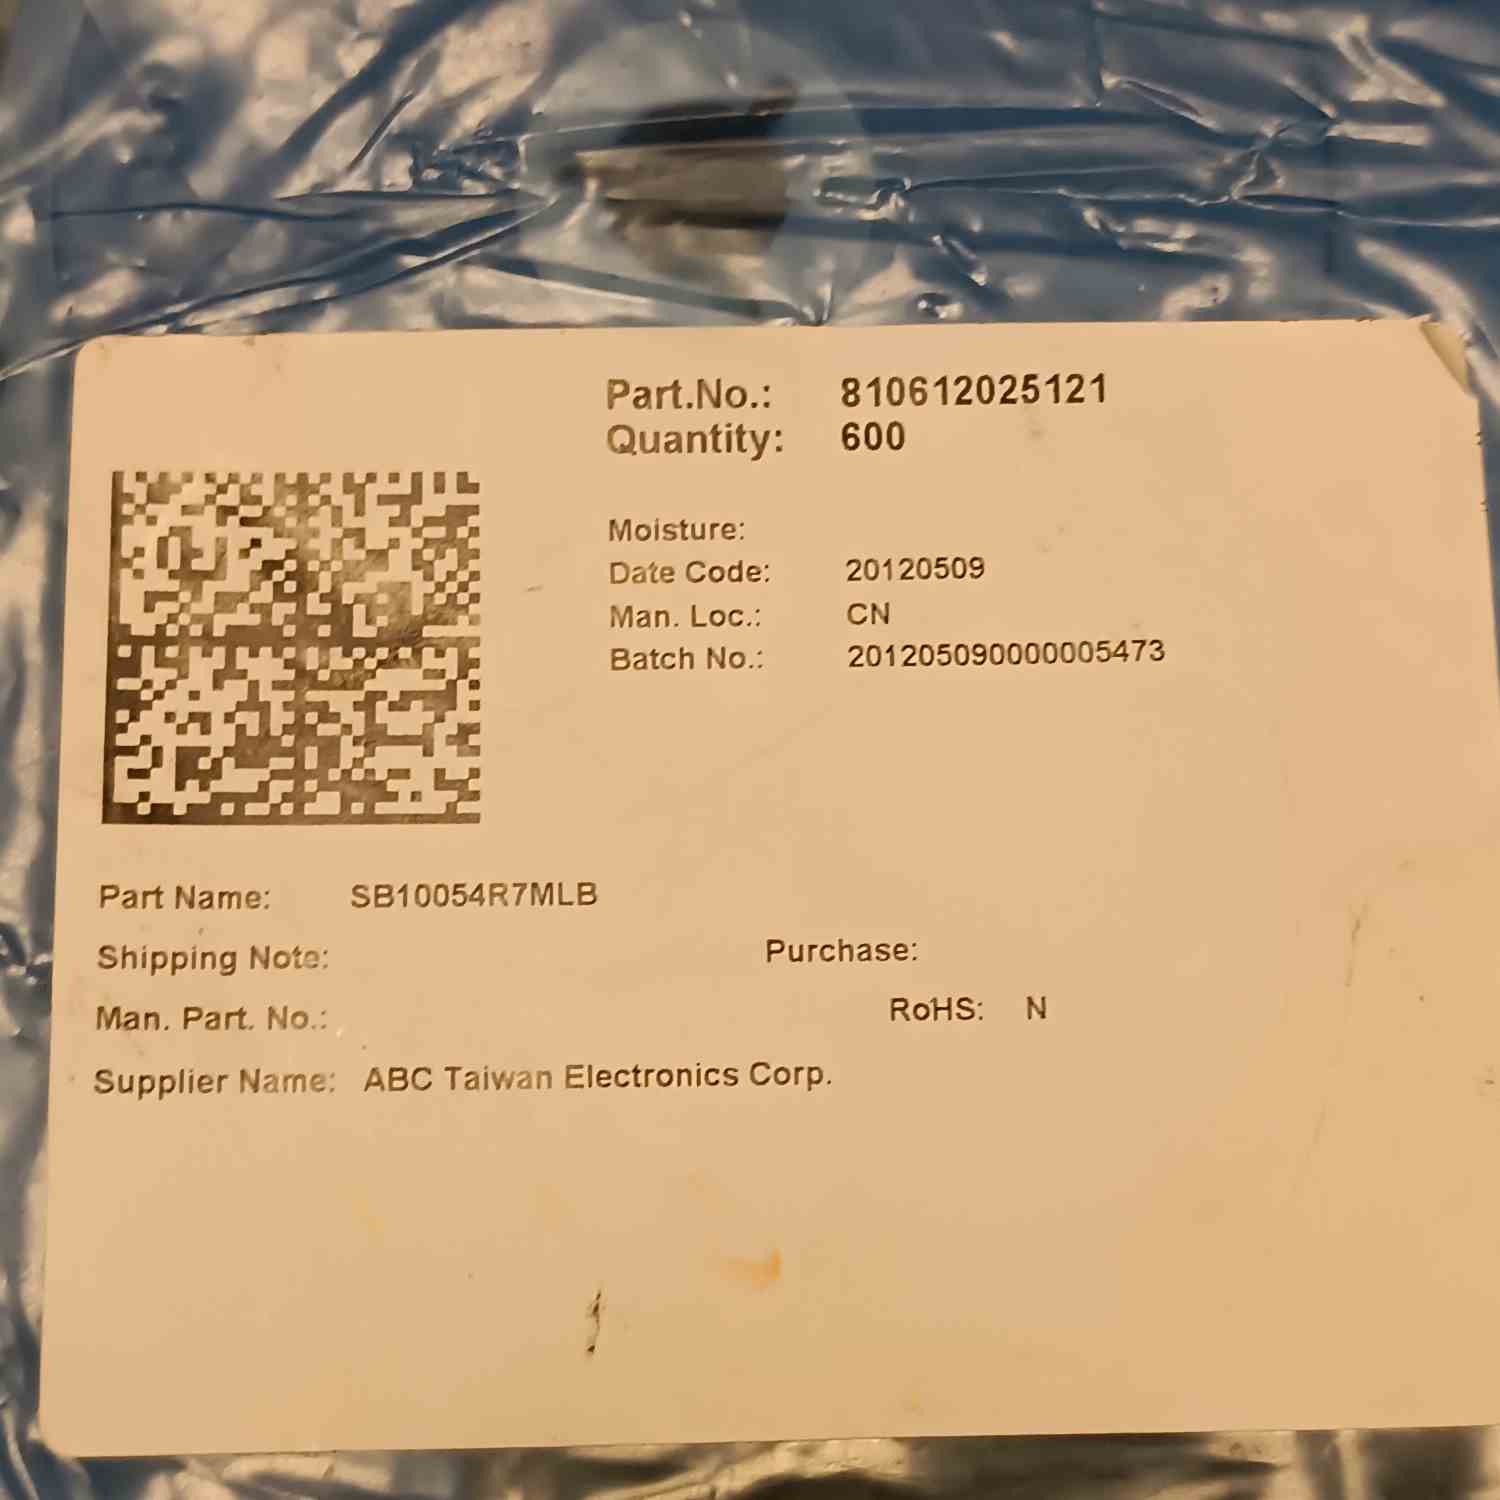 Part.No.: 810612025121
Quantity: 600
Moisture:
Date Code: 20120509
Man. Loc.: CN
Batch No.: 201205090000005473
Part Name: SB10054R7MLB
Shipping Note: Purchase:
Man. Part. No.: RoHS: N
Supplier Name: ABC Taiwan Electronics Corp.